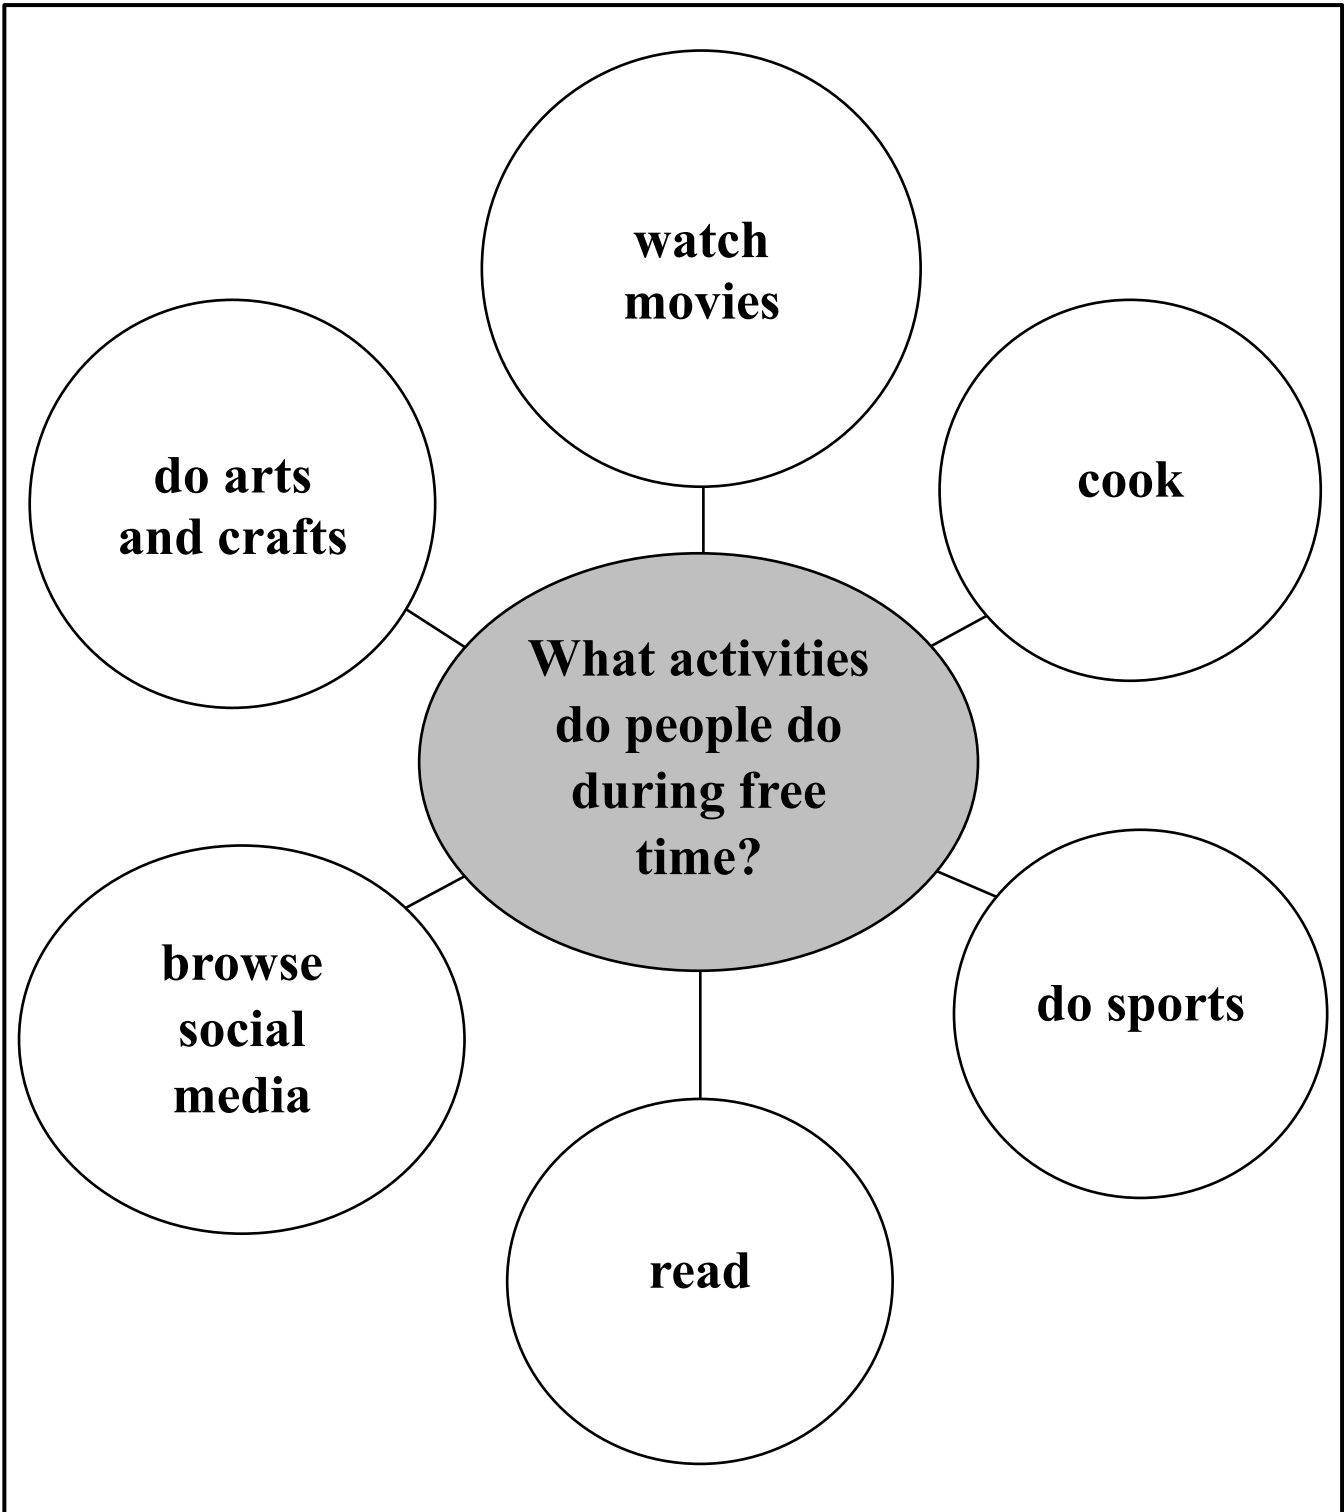 watch
movies
do arts
and crafts
cook
What activities
do people do
during free
time?
browse
social
media
do sports
read